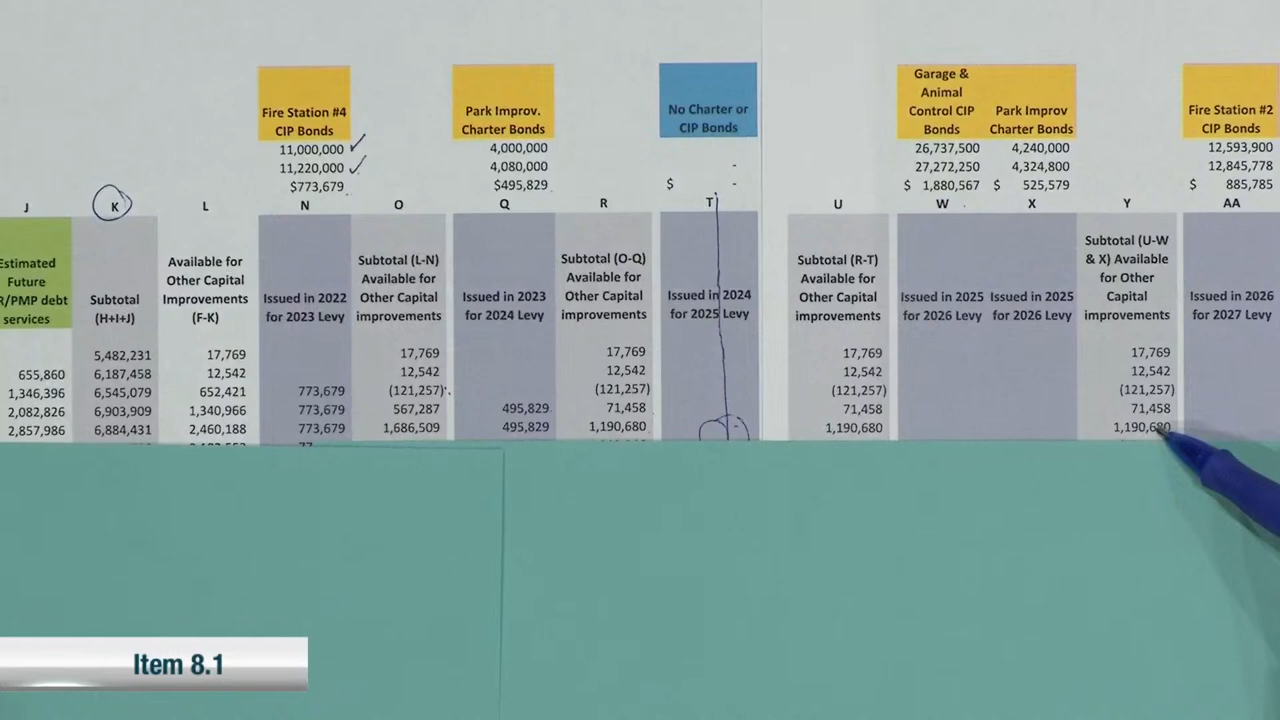 Fire Station #4
CIP Bonds
11,000,000
11,220,000
$773,679
Park Improv.
Charter Bonds
4,000,000
4,080,000
$495,829
No Charter or
CIP Bonds
-
$ -
Garage &
Animal
Control CIP
Bonds
26,737,500
27,272,250
$ 1,880,567
Park Improv
Charter Bonds
4,240,000
4,324,800
$ 525,579
Fire Station #2
CIP Bonds
12,593,900
12,845,778
$ 885,785
J K L N O Q R T U W X Y AA
Estimated
Future
R/PMP debt
services
Subtotal
(H+I+J)
Available for
Other Capital
Improvements
(F-K)
Issued in 2022
for 2023 Levy
Subtotal (L-N)
Available for
Other Capital
improvements
Issued in 2023
for 2024 Levy
Subtotal (O-Q)
Available for
Other Capital
improvements
Issued in 2024
for 2025 Levy
Subtotal (R-T)
Available for
Other Capital
improvements
Issued in 2025
for 2026 Levy
Issued in 2025
for 2026 Levy
Subtotal (U-W
& X) Available
for Other
Capital
improvements
Issued in 2026
for 2027 Levy
5,482,231 17,769 17,769 17,769 17,769 17,769
655,860 6,187,458 12,542 12,542 12,542 12,542 12,542
1,346,396 6,545,079 652,421 773,679 (121,257) (121,257) (121,257) (121,257)
2,082,826 6,903,909 1,340,966 773,679 567,287 495,829 71,458 71,458 71,458
2,857,986 6,884,431 2,460,188 773,679 1,686,509 495,829 1,190,680 - 1,190,680 1,190,680
Item 8.1